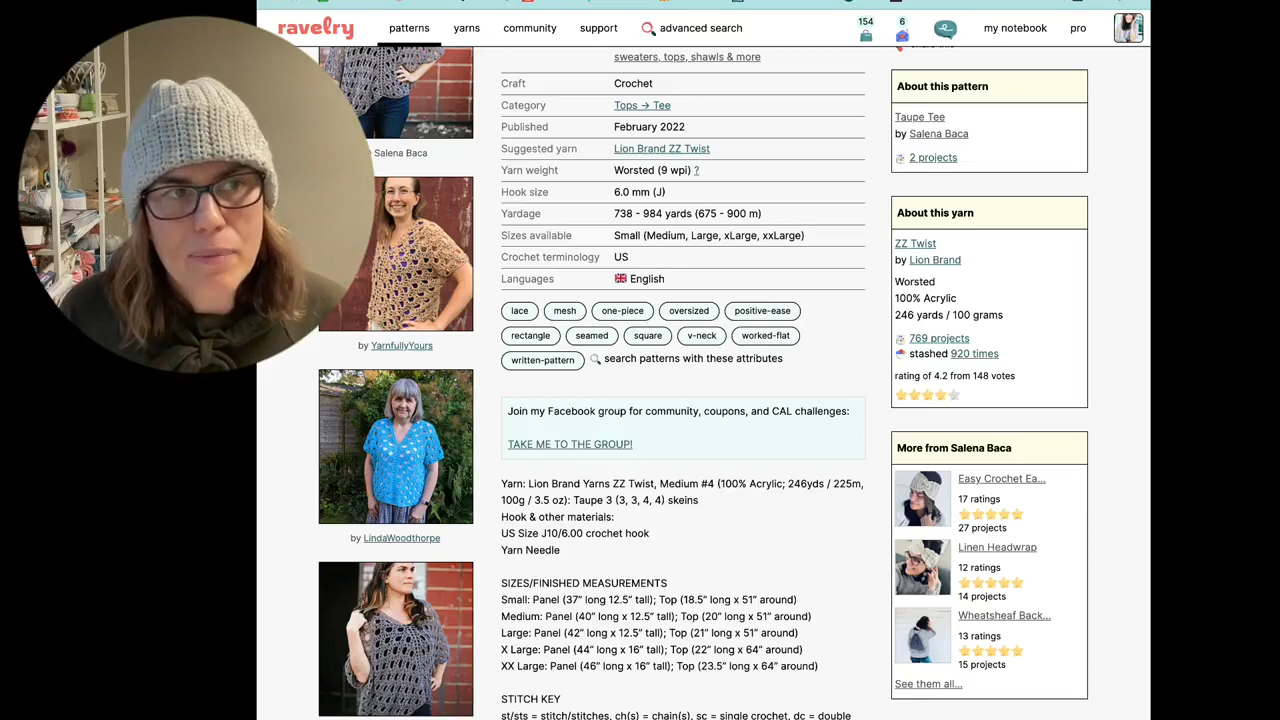 ravelry
patterns
yarns
community
support
advanced search
154
6
my notebook
pro
sweaters, tops, shawls & more
Craft Crochet
Category Tops → Tee
Published February 2022
Suggested yarn Lion Brand ZZ Twist
Yarn weight Worsted (9 wpi) ?
Hook size 6.0 mm (J)
Yardage 738 - 984 yards (675 - 900 m)
Sizes available Small (Medium, Large, xLarge, xxLarge)
Crochet terminology US
Languages English
lace mesh one-piece oversized positive-ease
rectangle seamed square v-neck worked-flat
written-pattern search patterns with these attributes
Join my Facebook group for community, coupons, and CAL challenges:
TAKE ME TO THE GROUP!
Yarn: Lion Brand Yarns ZZ Twist, Medium #4 (100% Acrylic; 246yds / 225m,
100g / 3.5 oz): Taupe 3 (3, 3, 4, 4) skeins
Hook & other materials:
US Size J10/6.00 crochet hook
Yarn Needle
SIZES/FINISHED MEASUREMENTS
Small: Panel (37” long 12.5” tall); Top (18.5” long x 51” around)
Medium: Panel (40” long x 12.5” tall); Top (20” long x 51” around)
Large: Panel (42” long x 12.5” tall); Top (21” long x 51” around)
X Large: Panel (44” long x 16” tall); Top (22” long x 64” around)
XX Large: Panel (46” long x 16” tall); Top (23.5” long x 64” around)
STITCH KEY
st/sts = stitch/stitches, ch(s) = chain(s), sc = single crochet, dc = double
Salena Baca
by YarnfullyYours
by LindaWoodthorpe
About this pattern
Taupe Tee
by Salena Baca
2 projects
About this yarn
ZZ Twist
by Lion Brand
Worsted
100% Acrylic
246 yards / 100 grams
769 projects
stashed 920 times
rating of 4.2 from 148 votes
More from Salena Baca
Easy Crochet Ea...
17 ratings
27 projects
Linen Headwrap
12 ratings
14 projects
Wheatsheaf Back...
13 ratings
15 projects
See them all...